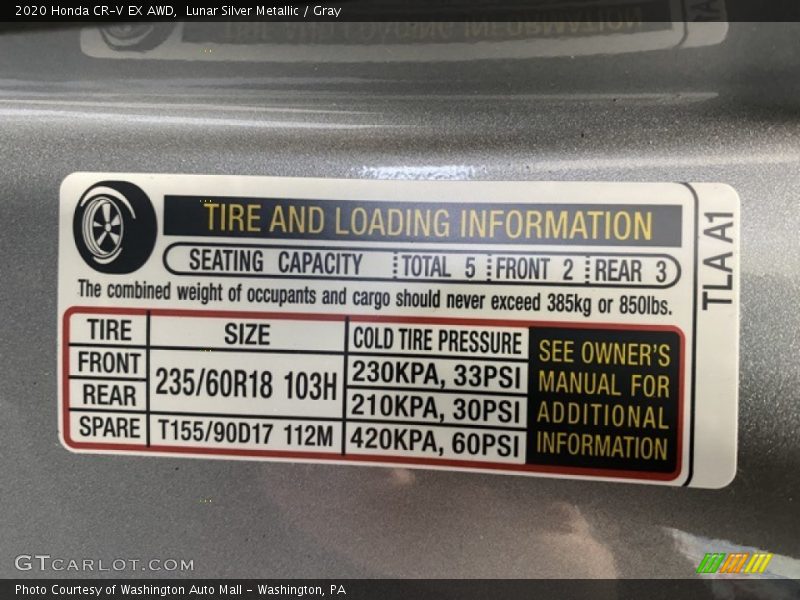 2020 Honda CR-V EX AWD, Lunar Silver Metallic / Gray
TIRE AND LOADING INFORMATION
SEATING CAPACITY TOTAL 5 FRONT 2 REAR 3
The combined weight of occupants and cargo should never exceed 385kg or 850lbs.
TIRE SIZE COLD TIRE PRESSURE
FRONT 235/60R18 103H 230KPA, 33PSI
REAR 210KPA, 30PSI
SPARE T155/90D17 112M 420KPA, 60PSI
SEE OWNER'S
MANUAL FOR
ADDITIONAL
INFORMATION
TLA A1
GTCARLOT.COM
Photo Courtesy of Washington Auto Mall - Washington, PA